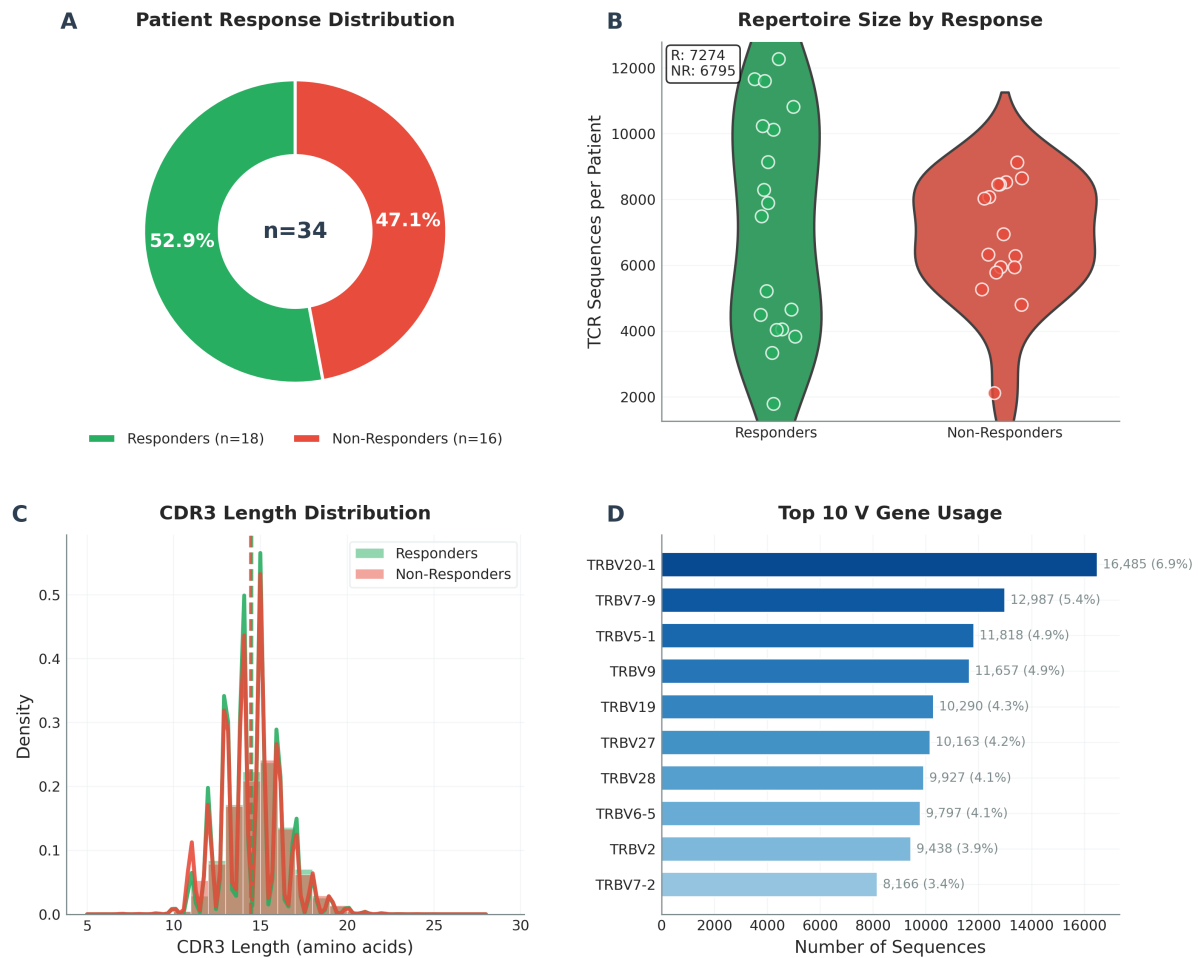 A
Patient Response Distribution
52.9%
n=34
47.1%
Responders (n=18)
Non-Responders (n=16)
B
Repertoire Size by Response
R: 7274
NR: 6795
TCR Sequences per Patient
12000
10000
8000
6000
4000
2000
Responders
Non-Responders
C
CDR3 Length Distribution
Responders
Non-Responders
Density
0.5
0.4
0.3
0.2
0.1
0.0
5
10
15
20
25
30
CDR3 Length (amino acids)
D
Top 10 V Gene Usage
TRBV20-1
16,485 (6.9%)
TRBV7-9
12,987 (5.4%)
TRBV5-1
11,818 (4.9%)
TRBV9
11,657 (4.9%)
TRBV19
10,290 (4.3%)
TRBV27
10,163 (4.2%)
TRBV28
9,927 (4.1%)
TRBV6-5
9,797 (4.1%)
TRBV2
9,438 (3.9%)
TRBV7-2
8,166 (3.4%)
0
2000
4000
6000
8000
10000
12000
14000
16000
Number of Sequences